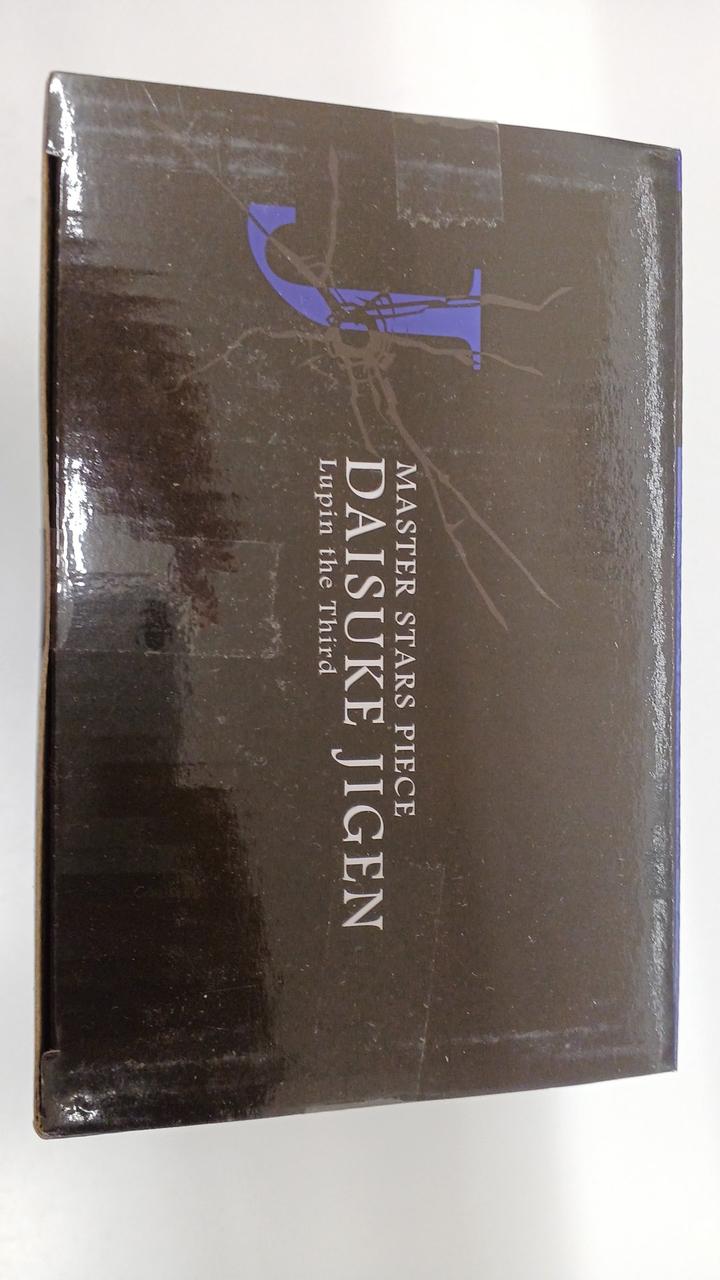 J
MASTER STARS PIECE
DAISUKE JIGEN
Lupin the Third